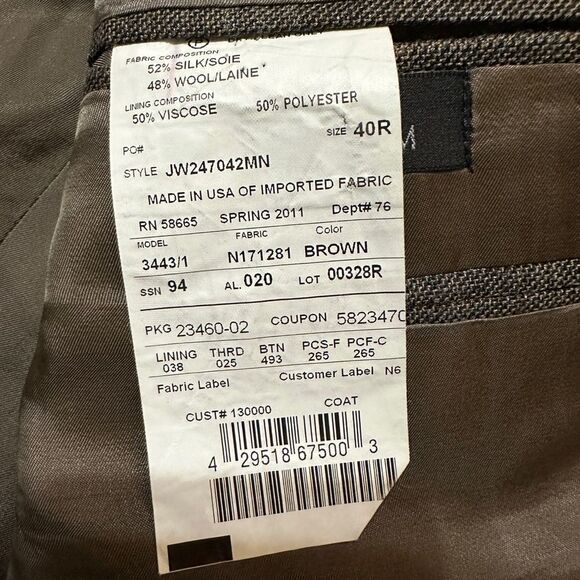 FABRIC COMPOSITION
52% SILK/SOIE
48% WOOL/LAINE
LINING COMPOSITION
50% VISCOSE 50% POLYESTER
SIZE 40R
PO#
STYLE JW247042MN
MADE IN USA OF IMPORTED FABRIC
RN 58665 SPRING 2011 Dept# 76
MODEL FABRIC Color
3443/1 N171281 BROWN
SSN 94 AL. 020 LOT 00328R
PKG 23460-02 COUPON 5823470
LINING THRD BTN PCS-F PCF-C
038 025 493 265 265
Fabric Label Customer Label N6
CUST# 130000 COAT
4 29518 67500 3